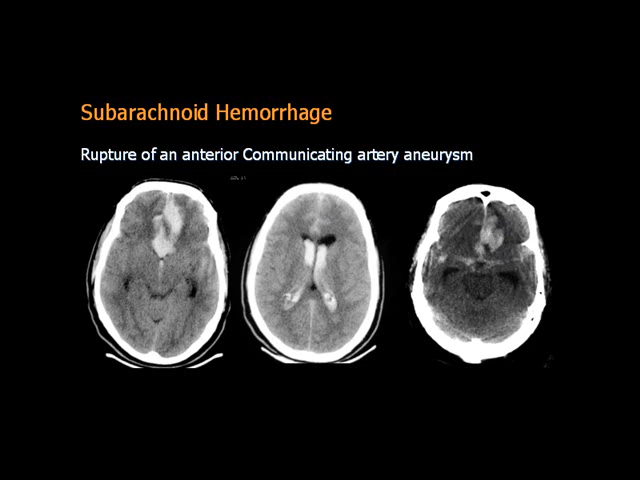 Subarachnoid Hemorrhage
Rupture of an anterior Communicating artery aneurysm